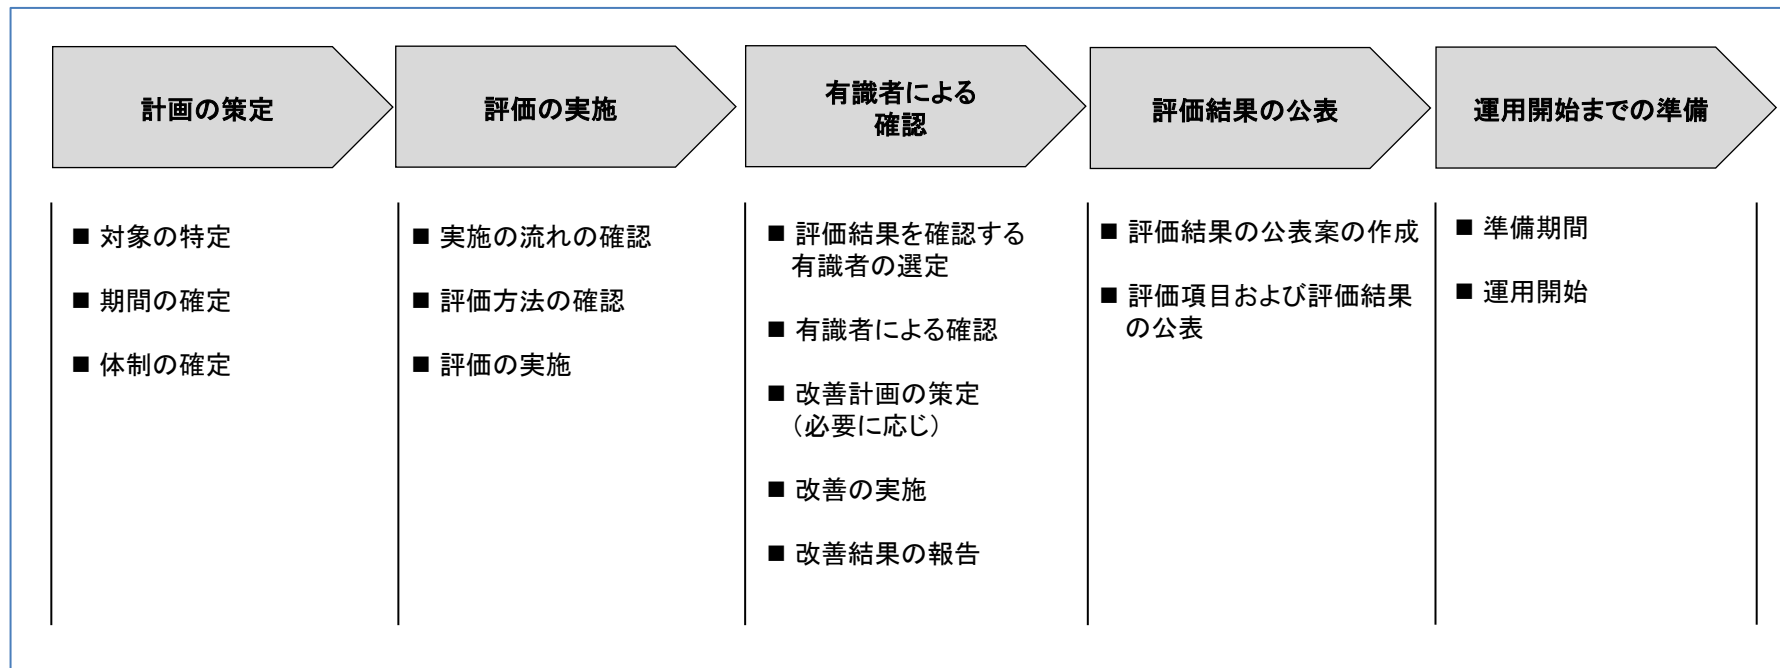 計画の策定
評価の実施
有識者による
確認
評価結果の公表
運用開始までの準備
■ 対象の特定
■ 期間の確定
■ 体制の確定
■ 実施の流れの確認
■ 評価方法の確認
■ 評価の実施
■ 評価結果を確認する
有識者の選定
■ 有識者による確認
■ 改善計画の策定
（必要に応じ）
■ 改善の実施
■ 改善結果の報告
■ 評価結果の公表案の作成
■ 評価項目および評価結果
の公表
■ 準備期間
■ 運用開始